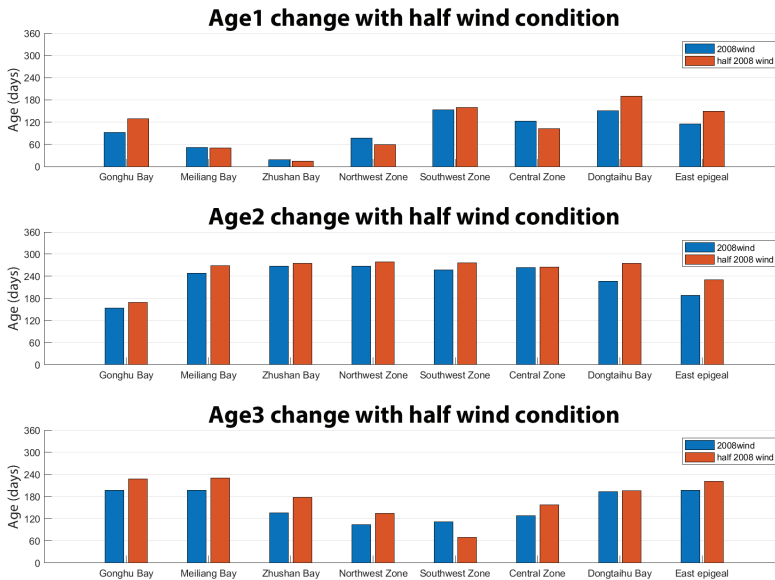 Age1 change with half wind condition
Age (days)
360
300
240
180
120
60
0
2008wind
half 2008 wind
Gonghu Bay Meiliang Bay Zhushan Bay Northwest Zone Southwest Zone Central Zone Dongtaihu Bay East epigeal
Age2 change with half wind condition
360
300
240
180
120
60
0
2008wind
half 2008 wind
Gonghu Bay Meiliang Bay Zhushan Bay Northwest Zone Southwest Zone Central Zone Dongtaihu Bay East epigeal
Age3 change with half wind condition
Age (days)
360
300
240
180
120
60
0
2008wind
half 2008 wind
Gonghu Bay Meiliang Bay Zhushan Bay Northwest Zone Southwest Zone Central Zone Dongtaihu Bay East epigeal